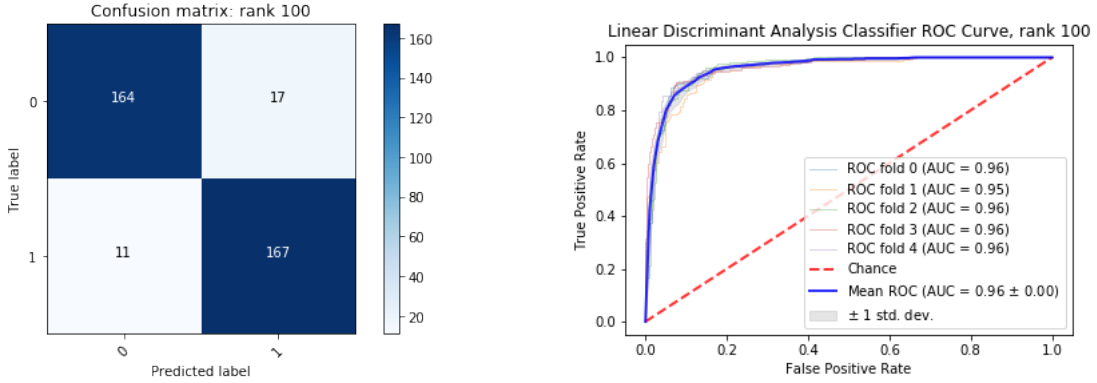 Confusion matrix: rank 100
164
17
11
167
0
1
True label
0
1
Predicted label
160
140
120
100
80
60
40
20
Linear Discriminant Analysis Classifier ROC Curve, rank 100
1.0
0.8
0.6
0.4
0.2
0.0
True Positive Rate
ROC fold 0 (AUC = 0.96)
ROC fold 1 (AUC = 0.95)
ROC fold 2 (AUC = 0.96)
ROC fold 3 (AUC = 0.96)
ROC fold 4 (AUC = 0.96)
Chance
Mean ROC (AUC = 0.96 ± 0.00)
± 1 std. dev.
0.0 0.2 0.4 0.6 0.8 1.0
False Positive Rate